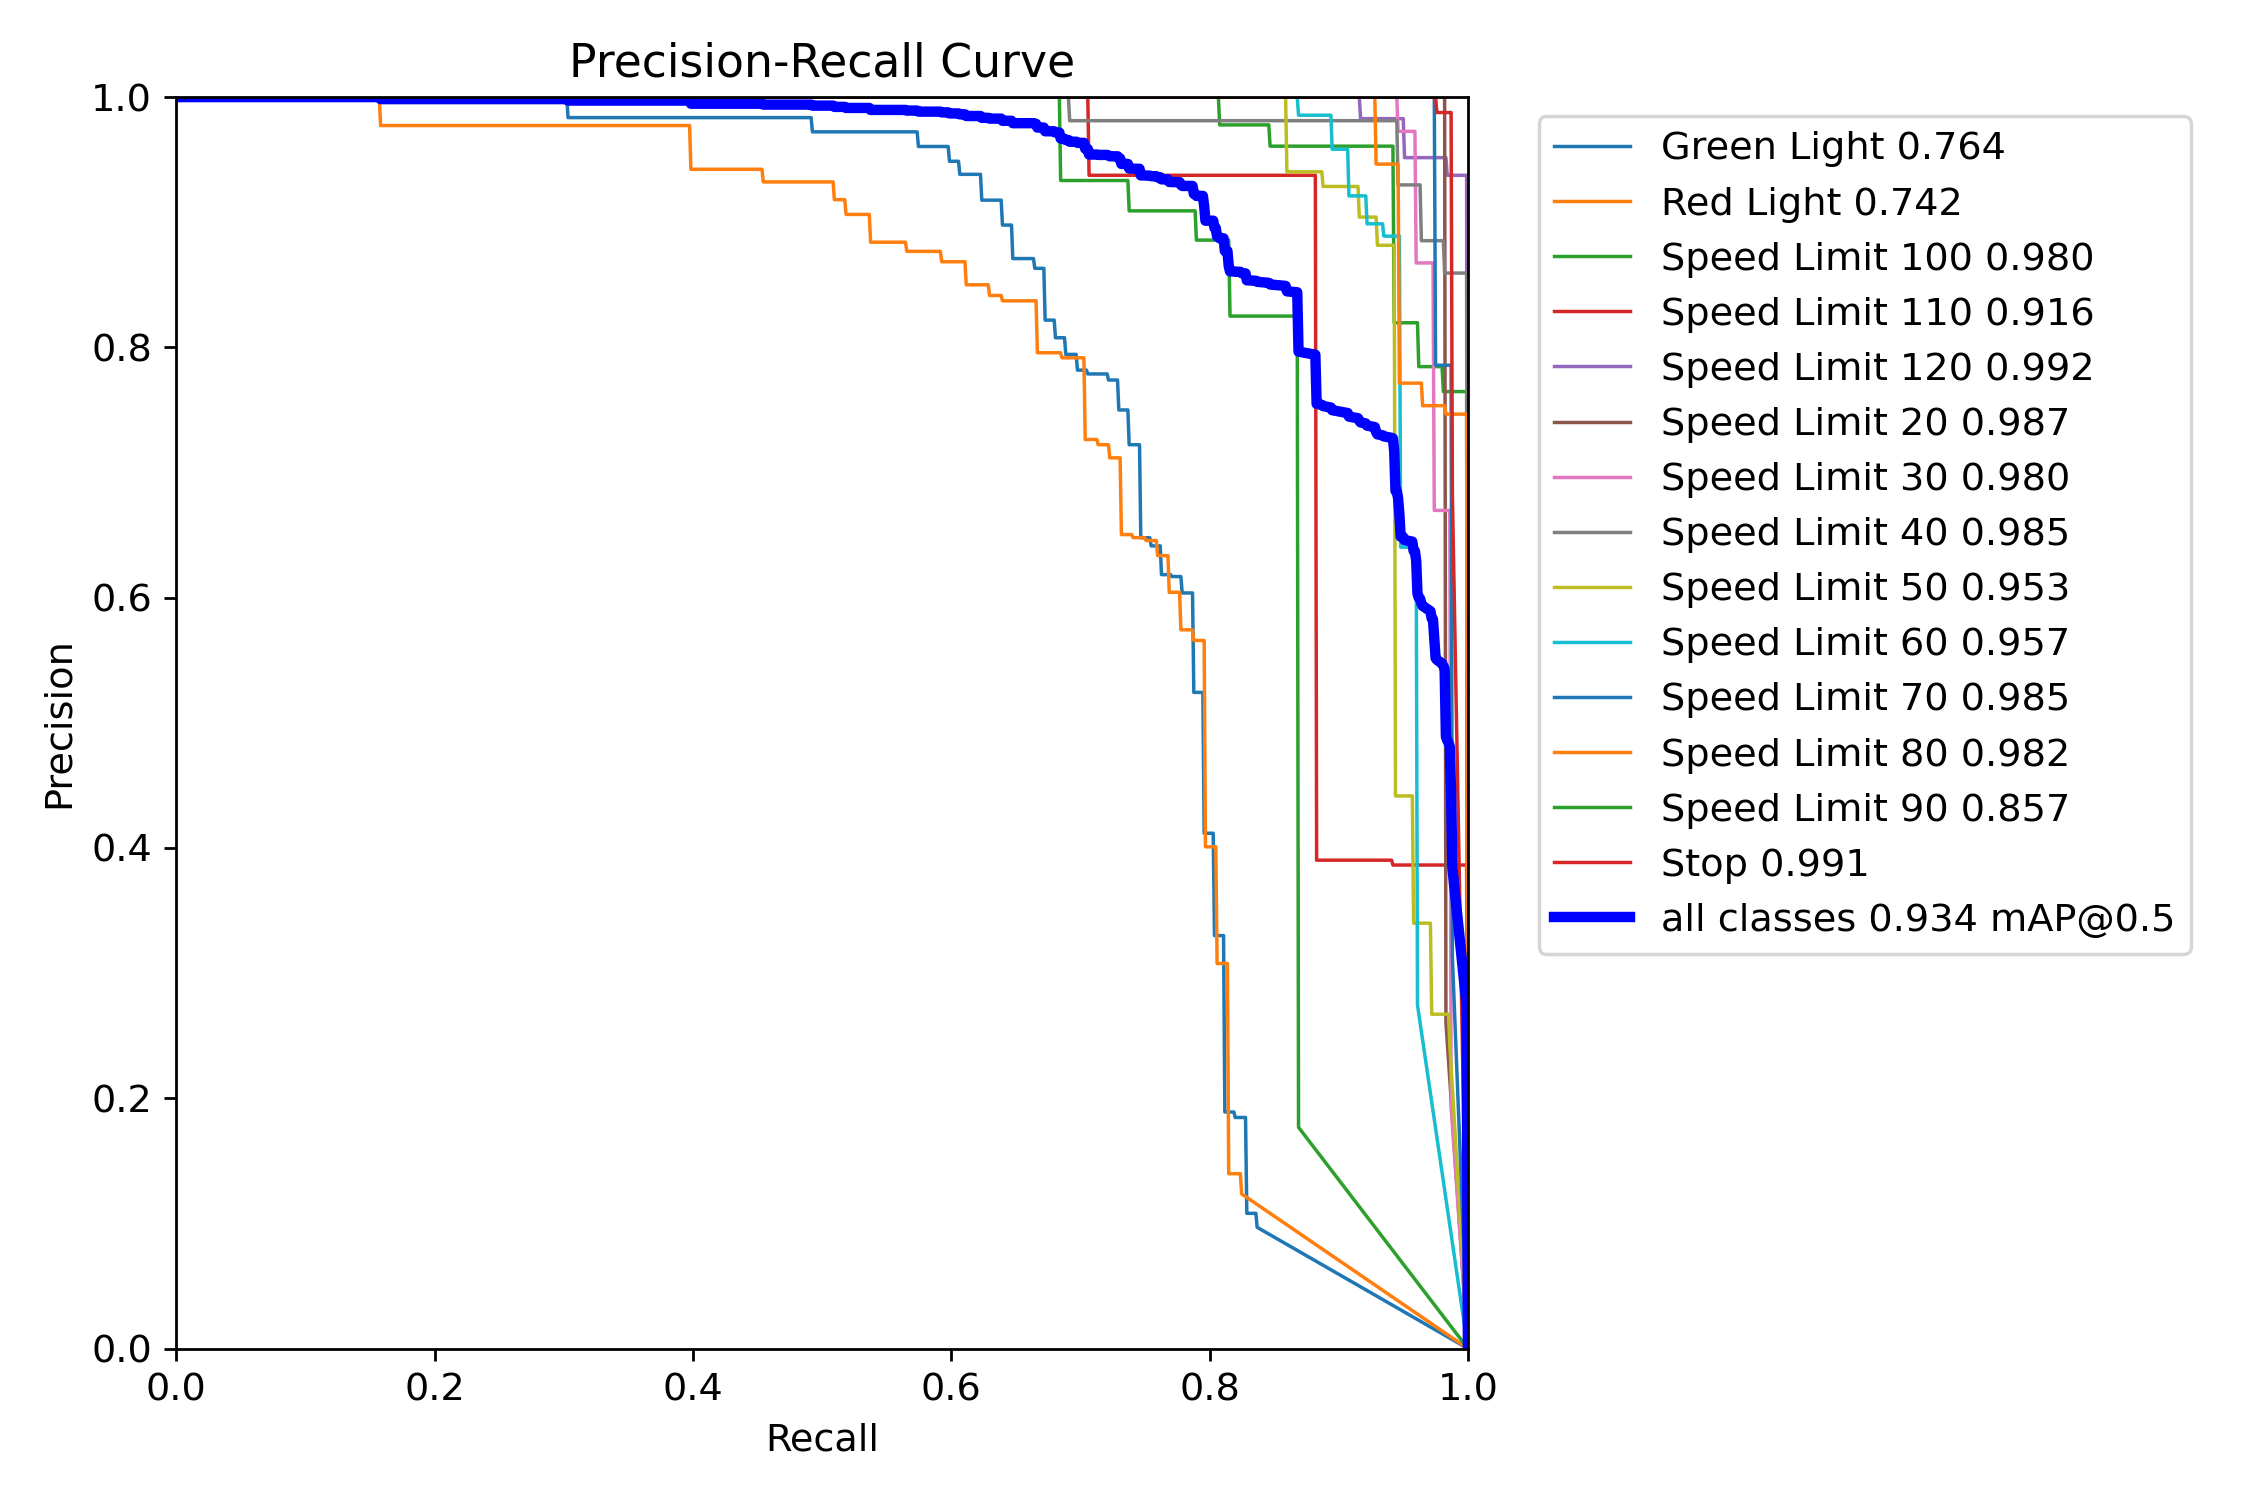 Precision-Recall Curve
1.0
0.8
0.6
0.4
0.2
0.0
Precision
0.0 0.2 0.4 0.6 0.8 1.0
Recall
Green Light 0.764
Red Light 0.742
Speed Limit 100 0.980
Speed Limit 110 0.916
Speed Limit 120 0.992
Speed Limit 20 0.987
Speed Limit 30 0.980
Speed Limit 40 0.985
Speed Limit 50 0.953
Speed Limit 60 0.957
Speed Limit 70 0.985
Speed Limit 80 0.982
Speed Limit 90 0.857
Stop 0.991
all classes 0.934 mAP@0.5